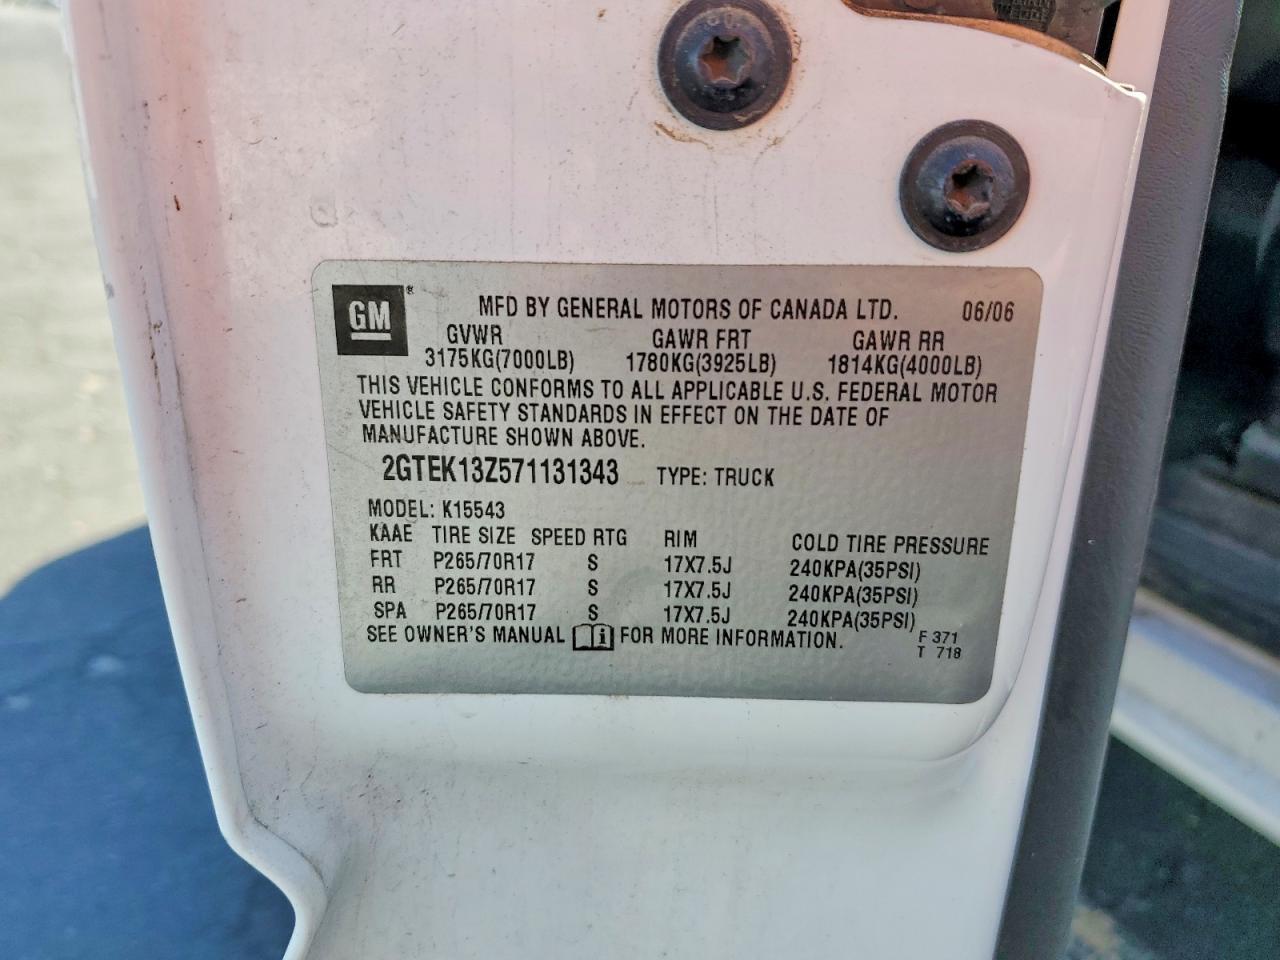 GM® MFD BY GENERAL MOTORS OF CANADA LTD. 06/06
GVWR GAWR FRT GAWR RR
3175KG(7000LB) 1780KG(3925LB) 1814KG(4000LB)
THIS VEHICLE CONFORMS TO ALL APPLICABLE U.S. FEDERAL MOTOR
VEHICLE SAFETY STANDARDS IN EFFECT ON THE DATE OF
MANUFACTURE SHOWN ABOVE.
2GTEK13Z571131343 TYPE: TRUCK
MODEL: K15543
KAAE TIRE SIZE SPEED RTG RIM COLD TIRE PRESSURE
FRT P265/70R17 S 17X7.5J 240KPA(35PSI)
RR P265/70R17 S 17X7.5J 240KPA(35PSI)
SPA P265/70R17 S 17X7.5J 240KPA(35PSI)
SEE OWNER'S MANUAL FOR MORE INFORMATION. F 371
T 718